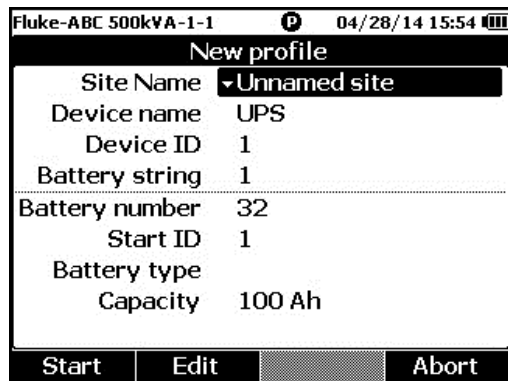 Fluke-ABC 500kVA-1-1 P 04/28/14 15:54
New profile
Site Name Unnamed site
Device name UPS
Device ID 1
Battery string 1
Battery number 32
Start ID 1
Battery type
Capacity 100 Ah
Start Edit Abort